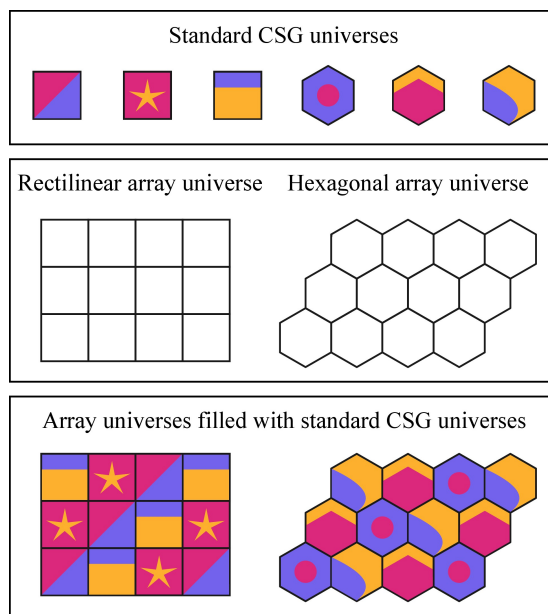 Standard CSG universes
Rectilinear array universe
Hexagonal array universe
Array universes filled with standard CSG universes